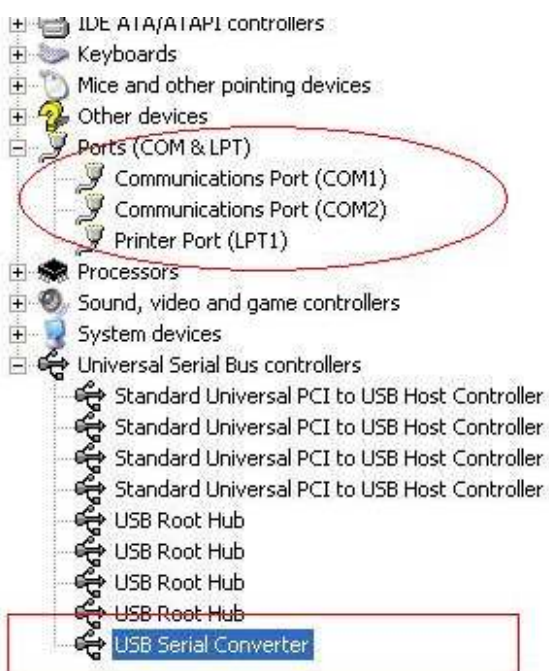 IDE ATA/ATAPI controllers
Keyboards
Mice and other pointing devices
Other devices
Ports (COM & LPT)
Communications Port (COM1)
Communications Port (COM2)
Printer Port (LPT1)
Processors
Sound, video and game controllers
System devices
Universal Serial Bus controllers
Standard Universal PCI to USB Host Controller
Standard Universal PCI to USB Host Controller
Standard Universal PCI to USB Host Controller
Standard Universal PCI to USB Host Controller
USB Root Hub
USB Root Hub
USB Root Hub
USB Root Hub
USB Serial Converter